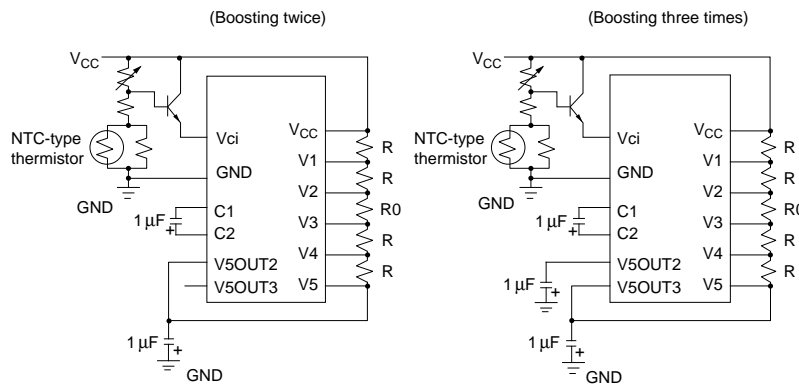 (Boosting twice)
VCC
NTC-type
thermistor
GND
Vci
GND
C1
C2
V5OUT2
V5OUT3
VCC
V1
V2
V3
V4
V5
R
R
R0
R
R
1 µF
+
1 µF
+
GND
(Boosting three times)
VCC
NTC-type
thermistor
GND
Vci
GND
C1
C2
V5OUT2
V5OUT3
VCC
V1
V2
V3
V4
V5
R
R
R0
R
R
1 µF
+
1 µF
+
1 µF
+
GND